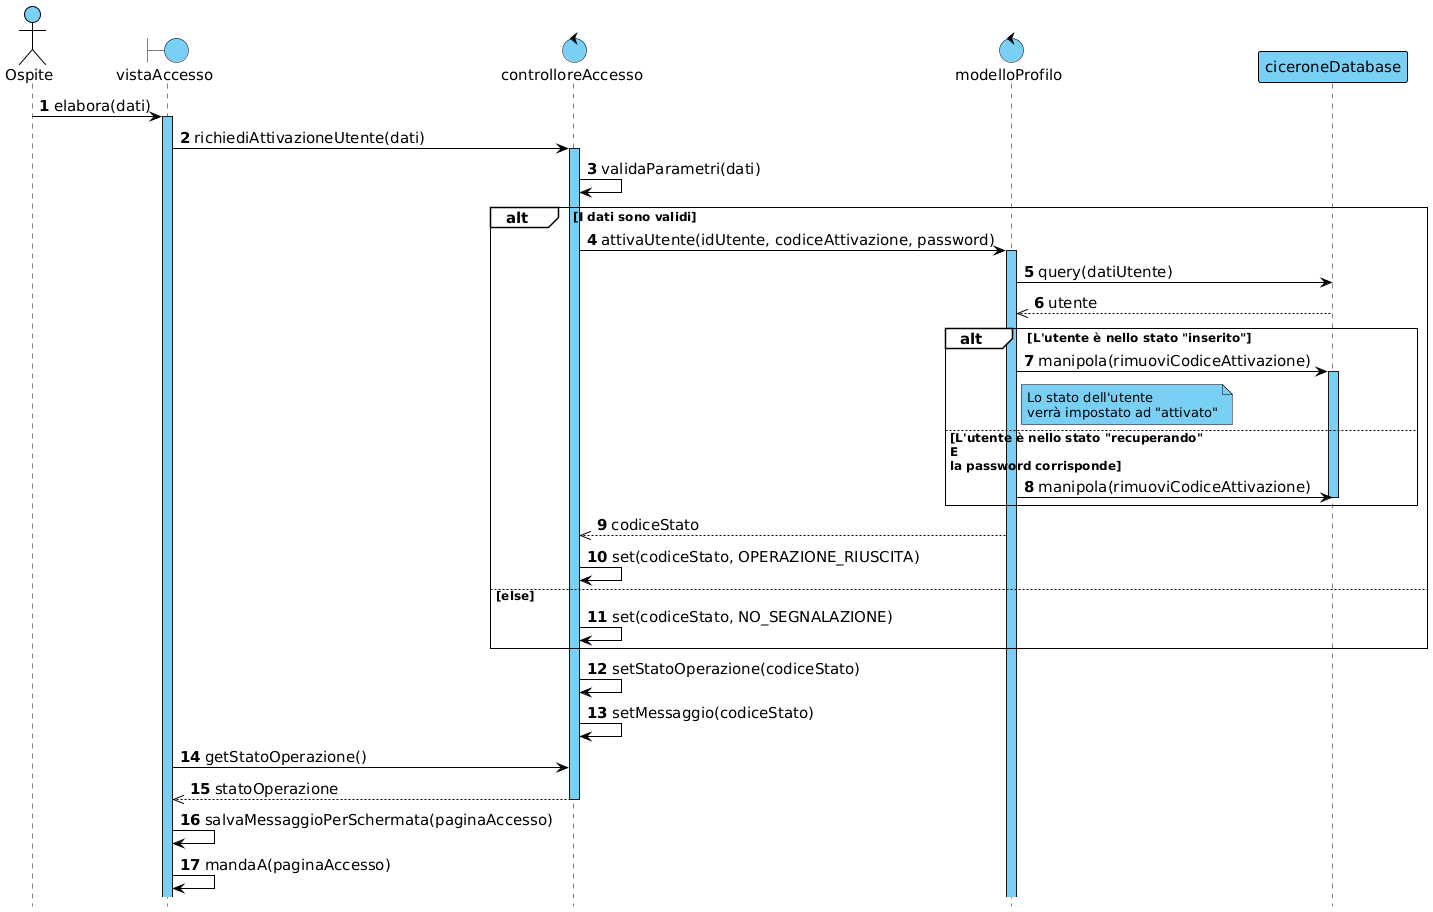 Ospite
vistaAccesso
controlloreAccesso
modelloProfilo
ciceroneDatabase
1 elabora(dati)
2 richiediAttivazioneUtente(dati)
3 validaParametri(dati)
alt [I dati sono validi]
4 attivaUtente(idUtente, codiceAttivazione, password)
5 query(datiUtente)
6 utente
alt [L'utente è nello stato "inserito"]
7 manipola(rimuoviCodiceAttivazione)
Lo stato dell'utente
verrà impostato ad "attivato"
[L'utente è nello stato "recuperando"
E
la password corrisponde]
8 manipola(rimuoviCodiceAttivazione)
9 codiceStato
10 set(codiceStato, OPERAZIONE_RIUSCITA)
[else]
11 set(codiceStato, NO_SEGNALAZIONE)
12 setStatoOperazione(codiceStato)
13 setMessaggio(codiceStato)
14 getStatoOperazione()
15 statoOperazione
16 salvaMessaggioPerSchermata(paginaAccesso)
17 mandaA(paginaAccesso)